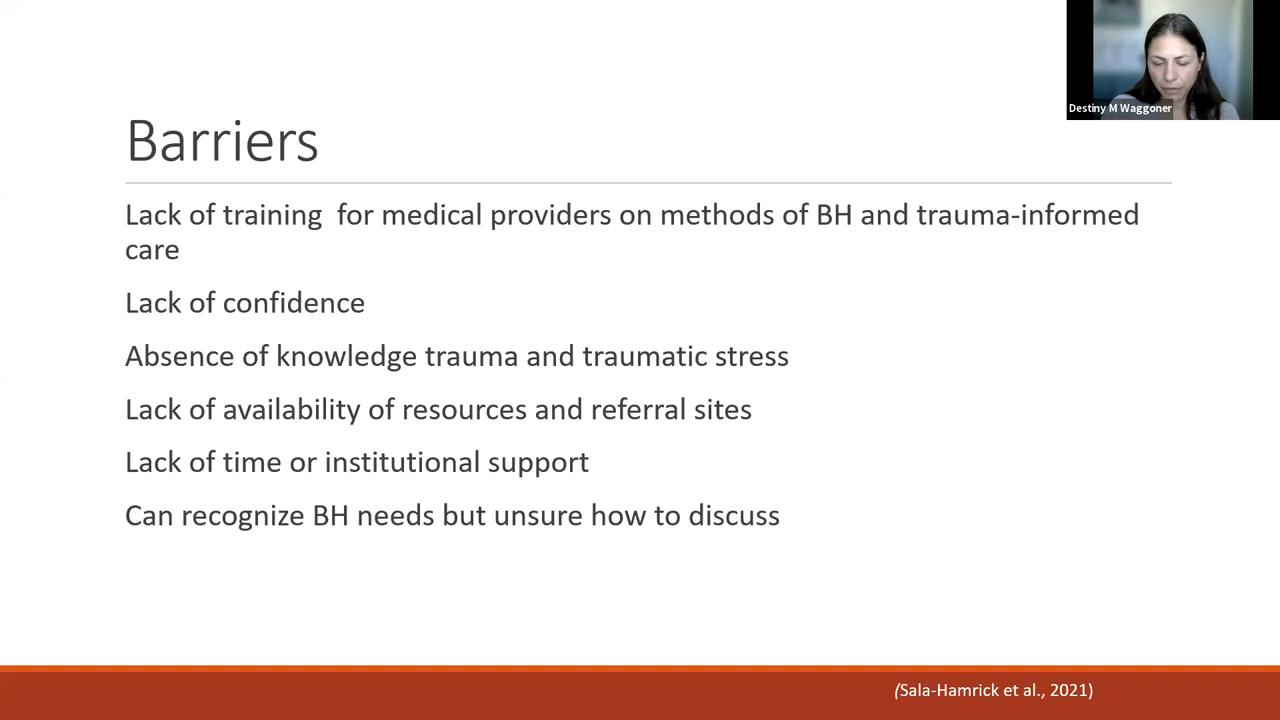 Destiny M Waggoner
Barriers
Lack of training  for medical providers on methods of BH and trauma-informed
care
Lack of confidence
Absence of knowledge trauma and traumatic stress
Lack of availability of resources and referral sites
Lack of time or institutional support
Can recognize BH needs but unsure how to discuss
(Sala-Hamrick et al., 2021)